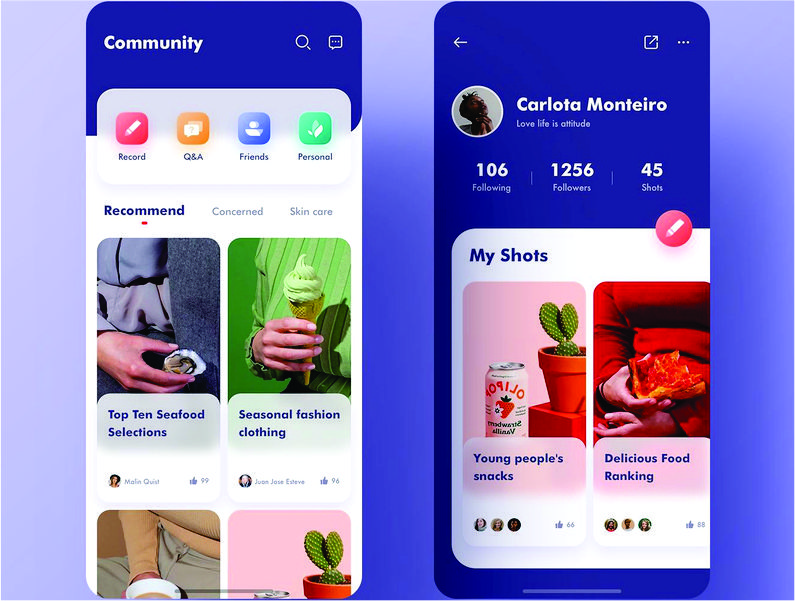 Community
Record
Q&A
Friends
Personal
Recommend
Concerned
Skin care
Top Ten Seafood
Selections
Malin Quist
99
Seasonal fashion
clothing
Juan Jose Esteve
96
Carlota Monteiro
Love life is attitude
106
Following
1256
Followers
45
Shots
My Shots
OLIPOP
Strawberry
Vanilla
Young people's
snacks
66
Delicious Food
Ranking
88